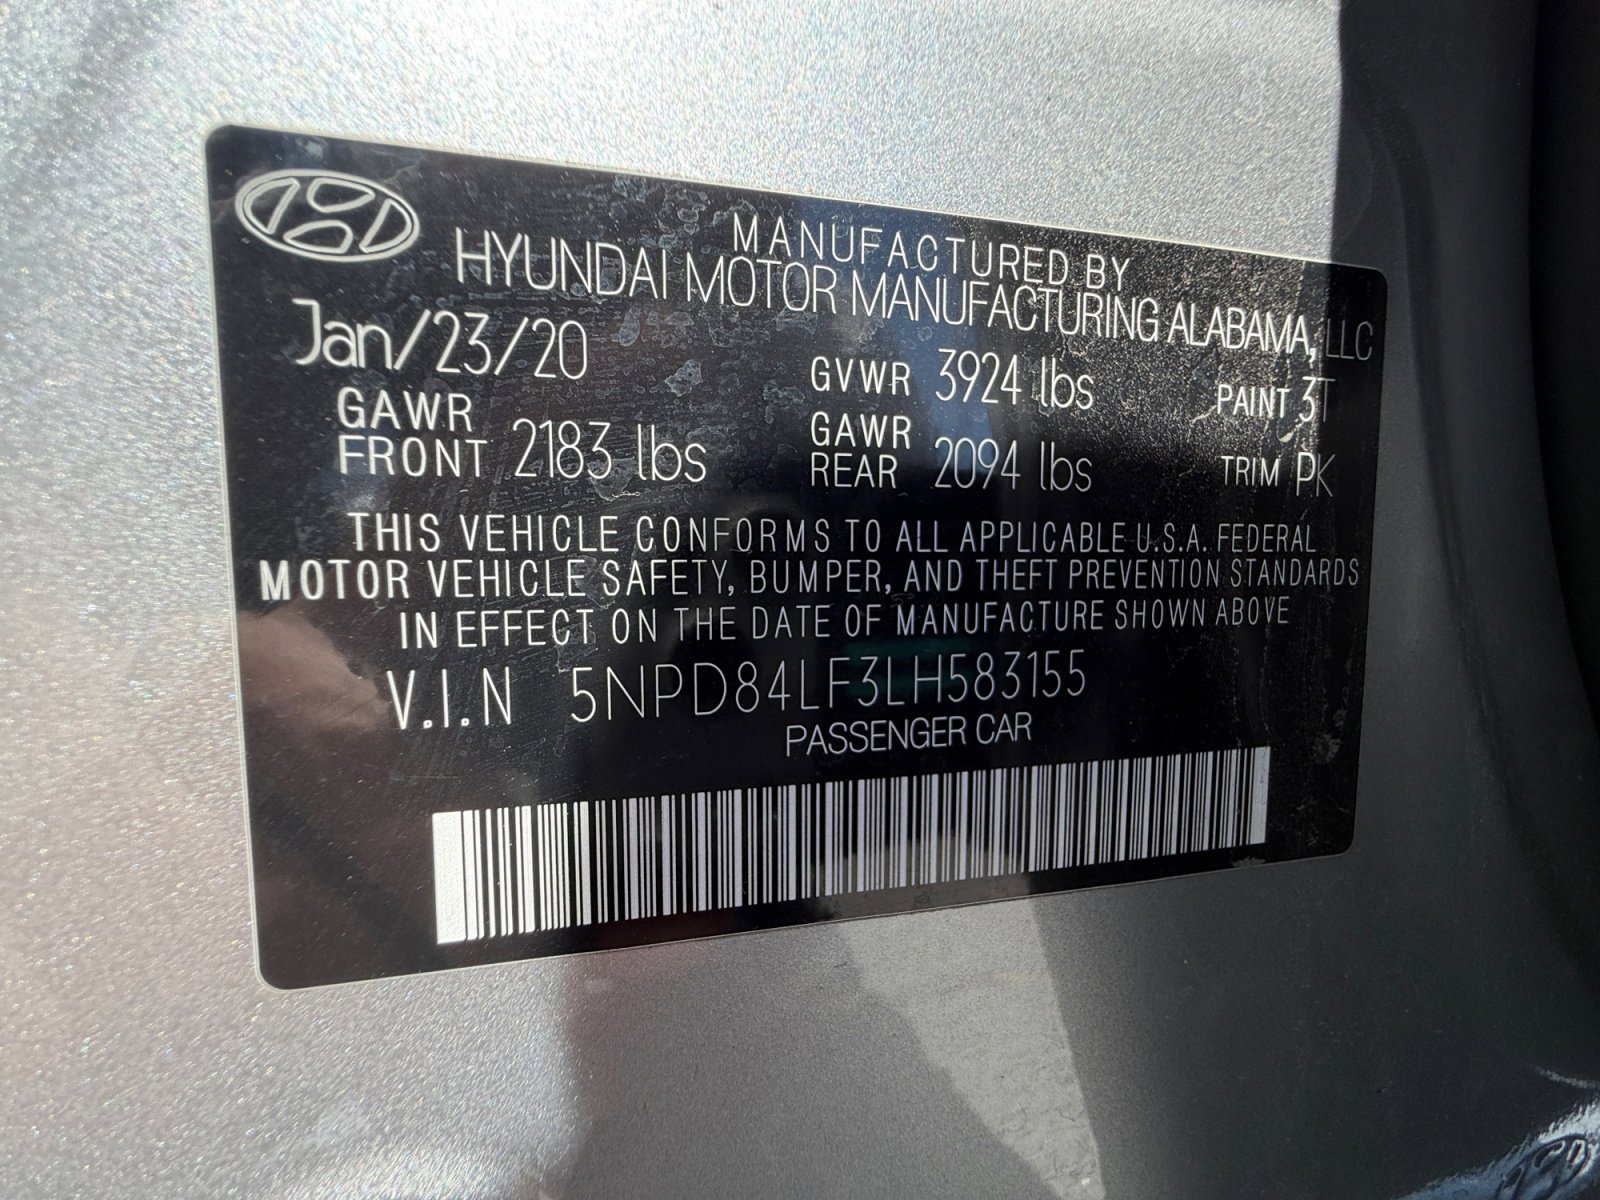 MANUFACTURED BY
HYUNDAI MOTOR MANUFACTURING ALABAMA, LLC
Jan/23/20 GVWR 3924 lbs PAINT 3T
GAWR FRONT 2183 lbs GAWR REAR 2094 lbs TRIM PK
THIS VEHICLE CONFORMS TO ALL APPLICABLE U.S.A. FEDERAL
MOTOR VEHICLE SAFETY, BUMPER, AND THEFT PREVENTION STANDARDS
IN EFFECT ON THE DATE OF MANUFACTURE SHOWN ABOVE
V.I.N 5NPD84LF3LH583155
PASSENGER CAR